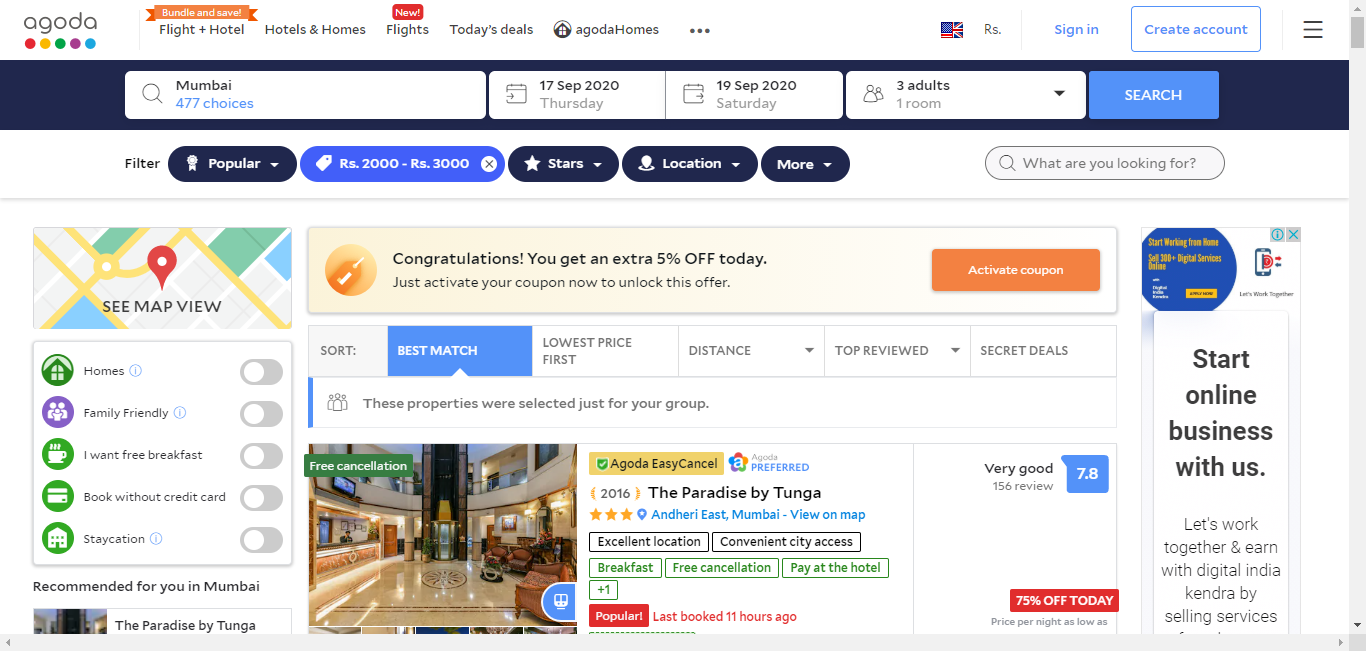 agoda
Bundle and save!
Flight + Hotel
Hotels & Homes
New!
Flights
Today's deals
agodaHomes
Rs.
Sign in
Create account
Mumbai
477 choices
17 Sep 2020
Thursday
19 Sep 2020
Saturday
3 adults
1 room
SEARCH
Filter
Popular
Rs. 2000 - Rs. 3000
Stars
Location
More
What are you looking for?
SEE MAP VIEW
Homes
Family Friendly
I want free breakfast
Book without credit card
Staycation
Recommended for you in Mumbai
The Paradise by Tunga
Congratulations! You get an extra 5% OFF today.
Just activate your coupon now to unlock this offer.
Activate coupon
SORT:
BEST MATCH
LOWEST PRICE
FIRST
DISTANCE
TOP REVIEWED
SECRET DEALS
These properties were selected just for your group.
Free cancellation
Agoda EasyCancel
Agoda
PREFERRED
2016
The Paradise by Tunga
Andheri East, Mumbai - View on map
Excellent location
Convenient city access
Breakfast
Free cancellation
Pay at the hotel
+1
Popular!
Last booked 11 hours ago
Very good
156 review
7.8
75% OFF TODAY
Price per night as low as
Start Working from Home
Sell 300+ Digital Services
Online
with
Digital
India
Kendra
APPLY NOW
Let's Work Together
Start
online
business
with us.
Let's work
together & earn
with digital india
kendra by
selling services